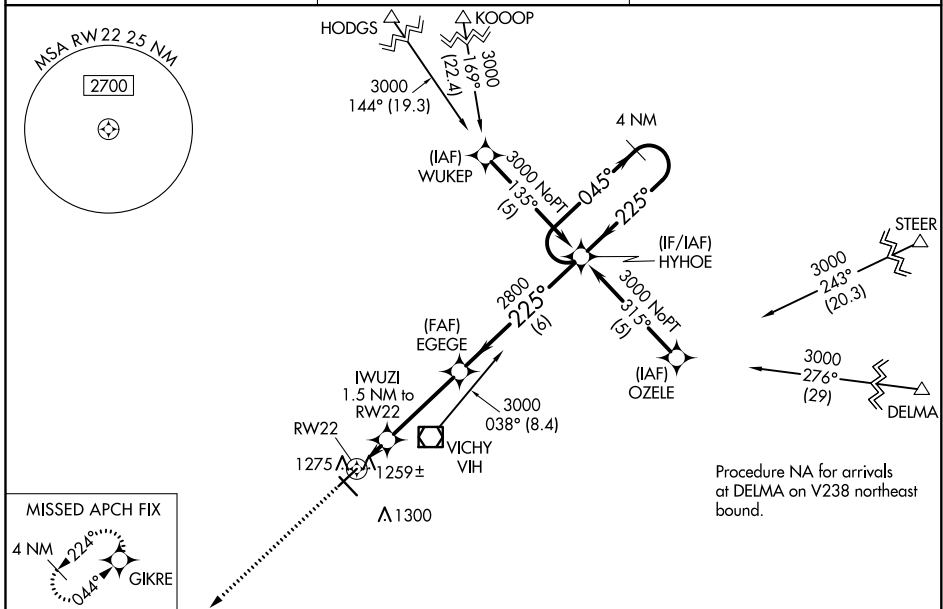 MSA RW22 25 NM
2700
HODGS
KOOOP
3000
169°
(22.4)
3000
144° (19.3)
4 NM
(IAF)
WUKEP
3000 NoPT
135°
(5)
045°
225°
(IF/IAF)
HYHOE
STEER
3000
243°
(20.3)
2800
225°
(6)
3000 NoPT
315°
(5)
(FAF)
EGEGE
(IAF)
OZELE
3000
276°
(29)
DELMA
IWUZI
1.5 NM to
RW22
3000
038° (8.4)
RW22
VICHY
VIH
1275
1259±
1300
Procedure NA for arrivals
at DELMA on V238 northeast
bound.
MISSED APCH FIX
4 NM
224°
044°
GIKRE